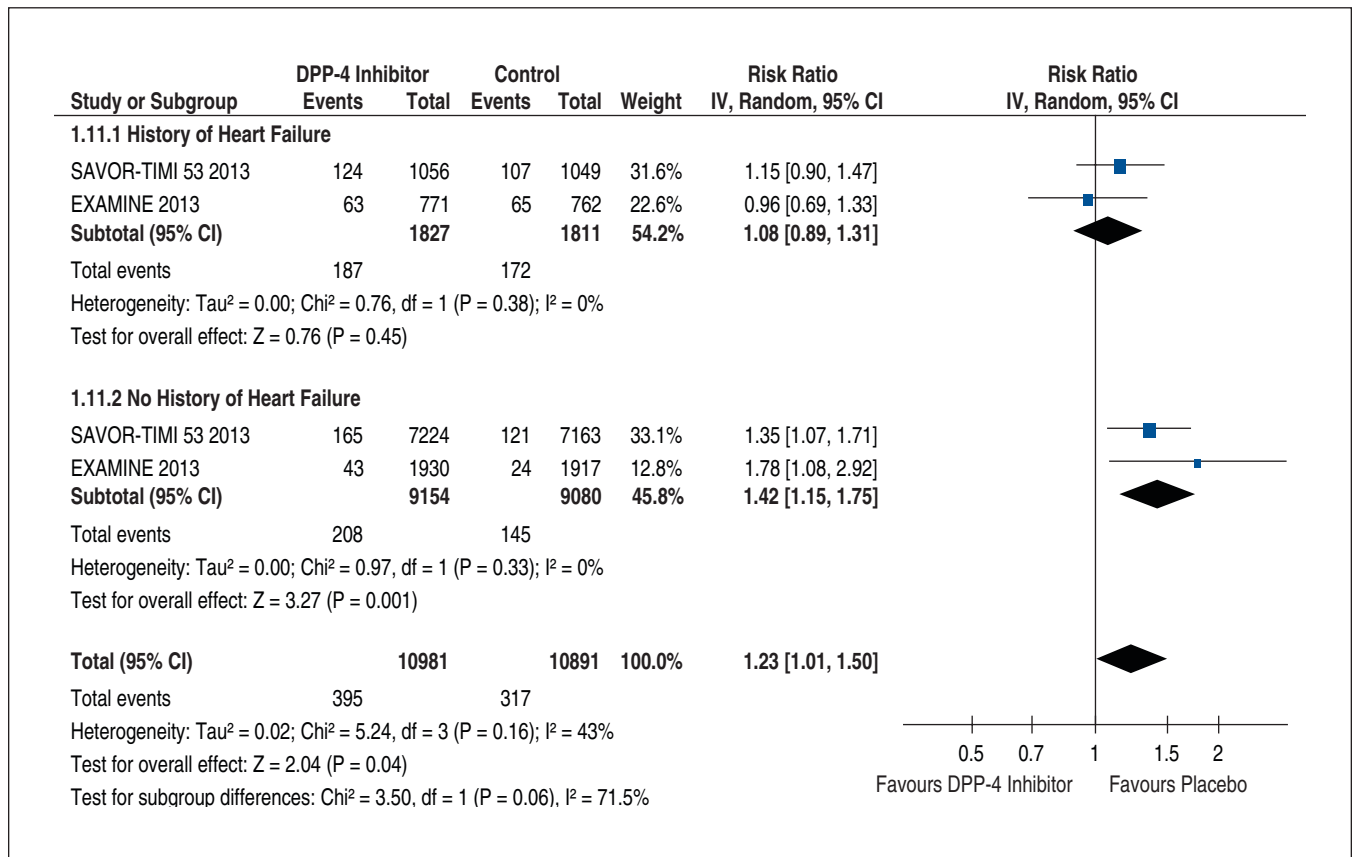 DPP-4 Inhibitor Control Risk Ratio Risk Ratio
Study or Subgroup Events Total Events Total Weight IV, Random, 95% CI IV, Random, 95% CI
1.11.1 History of Heart Failure
SAVOR-TIMI 53 2013 124 1056 107 1049 31.6% 1.15 [0.90, 1.47]
EXAMINE 2013 63 771 65 762 22.6% 0.96 [0.69, 1.33]
Subtotal (95% CI) 1827 1811 54.2% 1.08 [0.89, 1.31]
Total events 187 172
Heterogeneity: Tau² = 0.00; Chi² = 0.76, df = 1 (P = 0.38); I² = 0%
Test for overall effect: Z = 0.76 (P = 0.45)
1.11.2 No History of Heart Failure
SAVOR-TIMI 53 2013 165 7224 121 7163 33.1% 1.35 [1.07, 1.71]
EXAMINE 2013 43 1930 24 1917 12.8% 1.78 [1.08, 2.92]
Subtotal (95% CI) 9154 9080 45.8% 1.42 [1.15, 1.75]
Total events 208 145
Heterogeneity: Tau² = 0.00; Chi² = 0.97, df = 1 (P = 0.33); I² = 0%
Test for overall effect: Z = 3.27 (P = 0.001)
Total (95% CI) 10981 10891 100.0% 1.23 [1.01, 1.50]
Total events 395 317
Heterogeneity: Tau² = 0.02; Chi² = 5.24, df = 3 (P = 0.16); I² = 43%
Test for overall effect: Z = 2.04 (P = 0.04)
Test for subgroup differences: Chi² = 3.50, df = 1 (P = 0.06), I² = 71.5%
0.5 0.7 1 1.5 2
Favours DPP-4 Inhibitor Favours Placebo